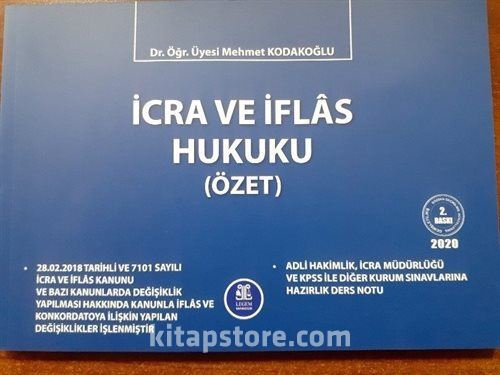 Dr. Öğr. Üyesi Mehmet KODAKOĞLU
İCRA VE İFLÂS
HUKUKU
(ÖZET)
2.
BASKI
2020
• 28.02.2018 TARİHLİ VE 7101 SAYILI
İCRA VE İFLÂS KANUNU
VE BAZI KANUNLARDA DEĞİŞİKLİK
YAPILMASI HAKKINDA KANUNLA İFLÂS VE
KONKORDATOYA İLİŞKİN YAPILAN
DEĞİŞİKLİKLER İŞLENMİŞTİR
LEGEM
• ADLİ HAKİMLİK, İCRA MÜDÜRLÜĞÜ
VE KPSS İLE DİĞER KURUM SINAVLARINA
HAZIRLIK DERS NOTU
kitapstore.com